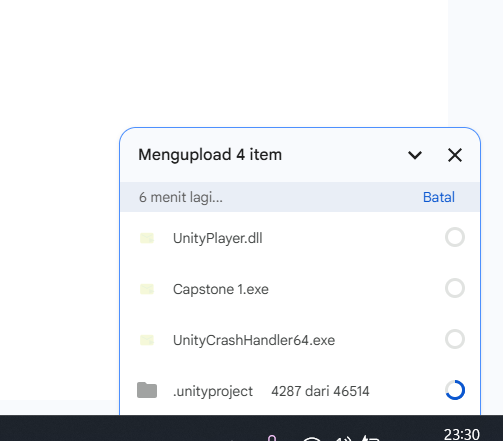 Mengupload 4 item
6 menit lagi... Batal
UnityPlayer.dll
Capstone 1.exe
UnityCrashHandler64.exe
.unityproject 4287 dari 46514
23:30